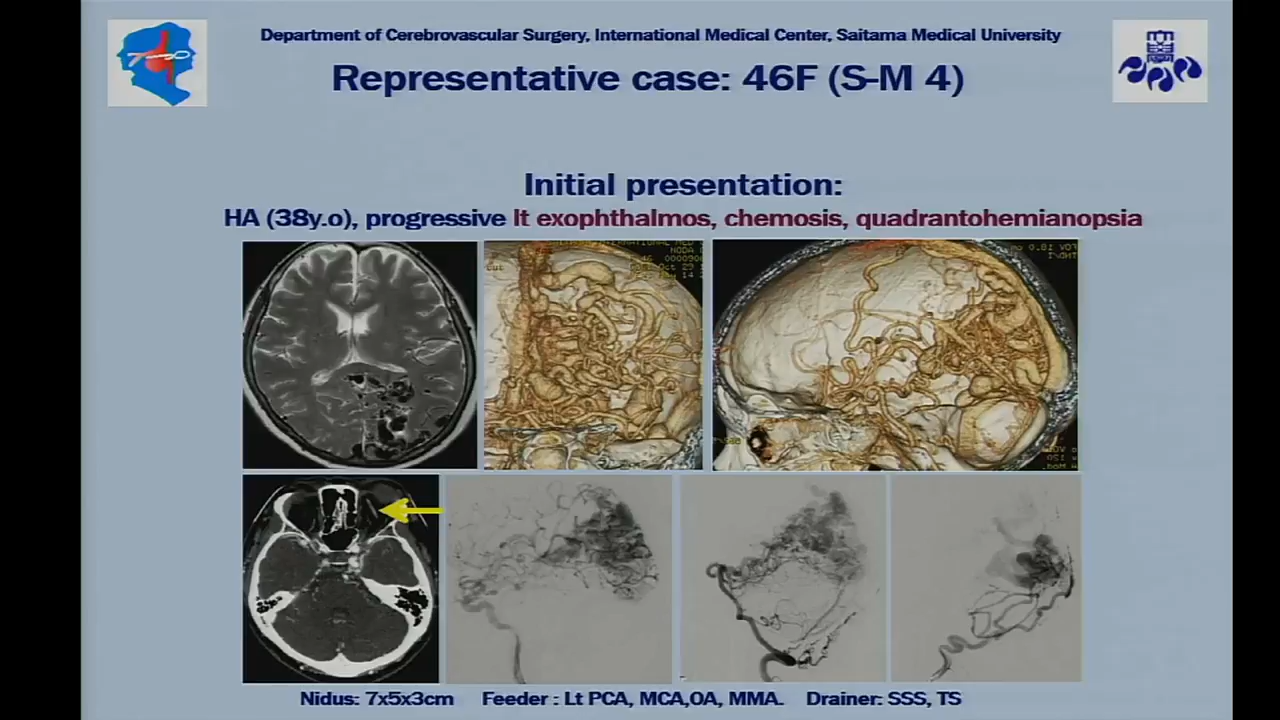 Department of Cerebrovascular Surgery, International Medical Center, Saitama Medical University
Representative case: 46F (S-M 4)
Initial presentation:
HA (38y.o), progressive lt exophthalmos, chemosis, quadrantohemianopsia
Nidus: 7x5x3cm Feeder : Lt PCA, MCA,OA, MMA. Drainer: SSS, TS